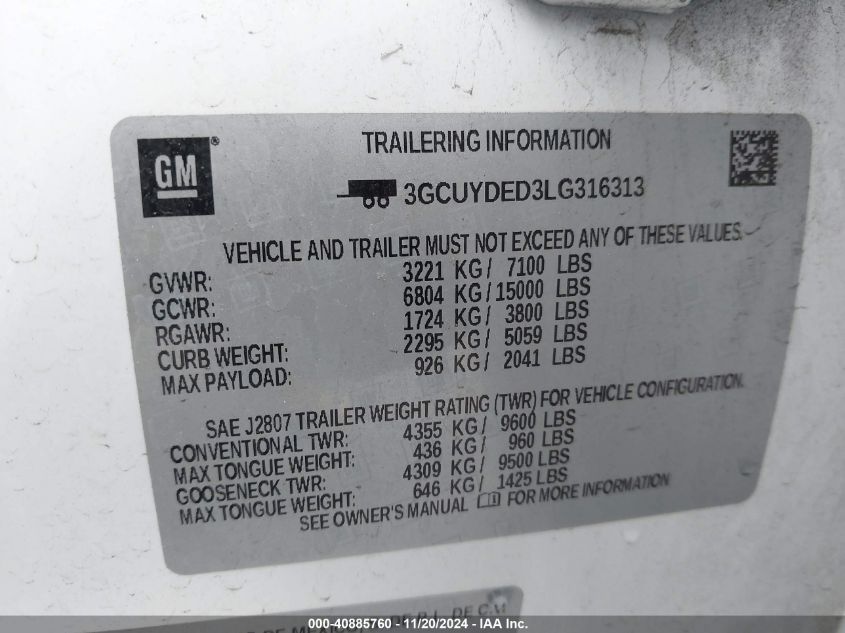 GM®
TRAILERING INFORMATION
3GCUYDED3LG316313
VEHICLE AND TRAILER MUST NOT EXCEED ANY OF THESE VALUES.
GVWR: 3221 KG/ 7100 LBS
GCWR: 6804 KG/15000 LBS
RGAWR: 1724 KG/ 3800 LBS
CURB WEIGHT: 2295 KG/ 5059 LBS
MAX PAYLOAD: 926 KG/ 2041 LBS
SAE J2807 TRAILER WEIGHT RATING (TWR) FOR VEHICLE CONFIGURATION.
CONVENTIONAL TWR: 4355 KG/ 9600 LBS
MAX TONGUE WEIGHT: 436 KG/ 960 LBS
GOOSENECK TWR: 4309 KG/ 9500 LBS
MAX TONGUE WEIGHT: 646 KG/ 1425 LBS
SEE OWNER'S MANUAL FOR MORE INFORMATION
DE MEXICO, DE R.L. DE C.V.
000-40885760 - 11/20/2024 - IAA Inc.